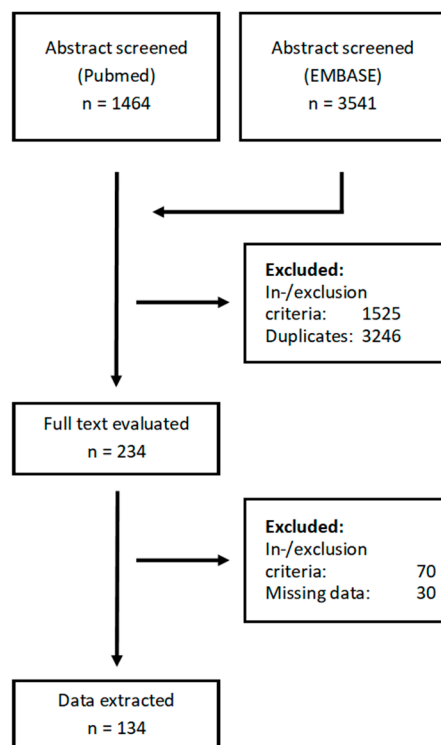 Abstract screened
(Pubmed)
n = 1464
Abstract screened
(EMBASE)
n = 3541
Excluded:
In-/exclusion
criteria: 1525
Duplicates: 3246
Full text evaluated
n = 234
Excluded:
In-/exclusion
criteria: 70
Missing data: 30
Data extracted
n = 134